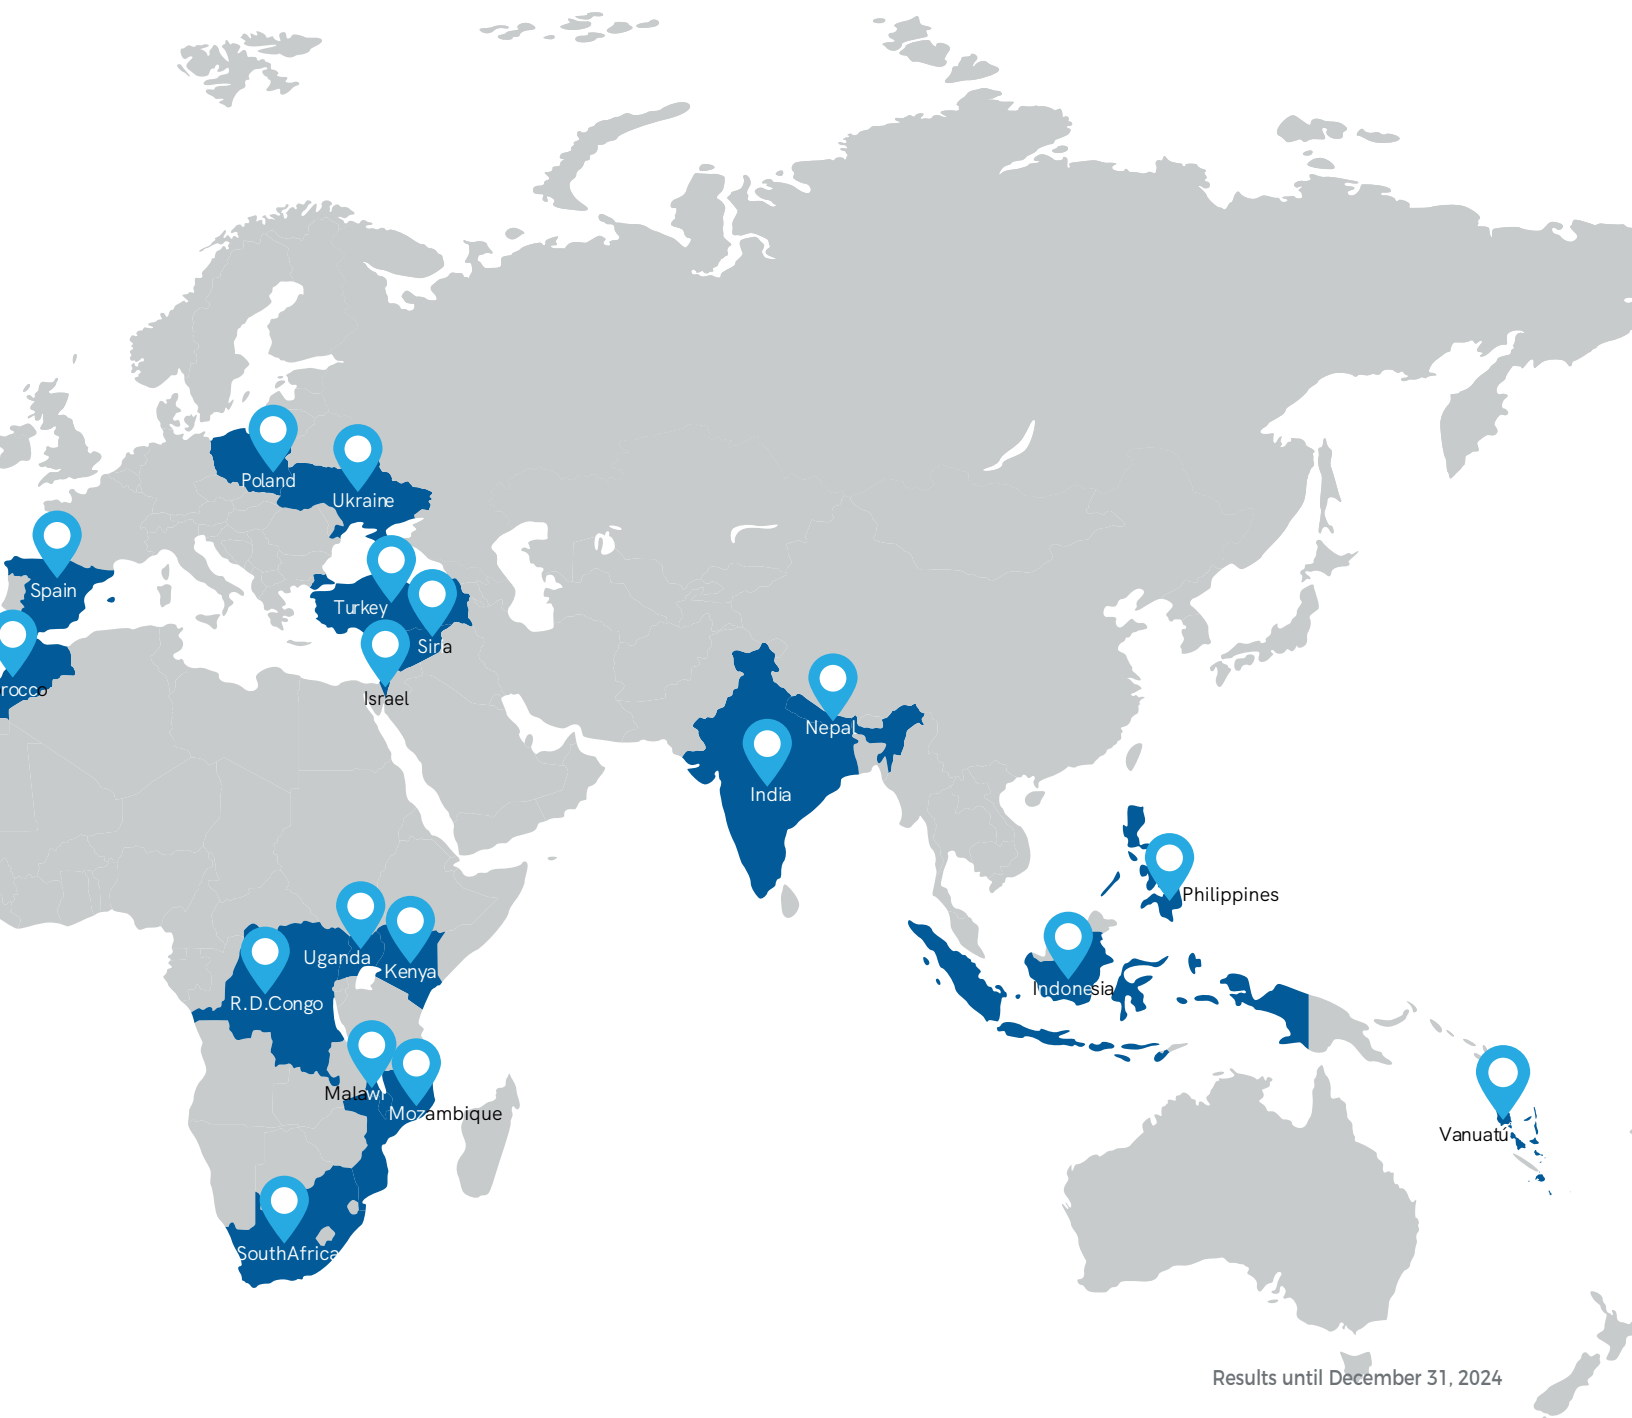 Poland
Ukraine
Spain
Turkey
Siria
rocco
Israel
Nepal
India
Philippines
Uganda
Kenya
R.D.Congo
Indonesia
Malawi
Mozambique
Vanuatú
SouthAfrica
Results until December 31, 2024